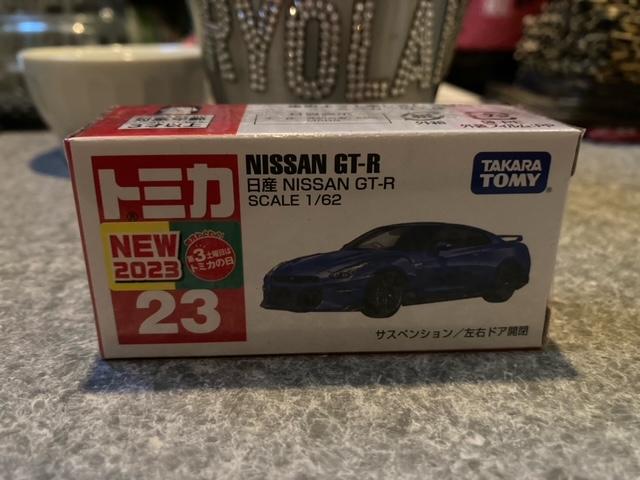 RYOLA
トミカ
NISSAN GT-R
日産 NISSAN GT-R
SCALE 1/62
TAKARA
TOMY
NEW
2023
第3土曜日は
トミカの日
23
サスペンション/左右ドア開閉